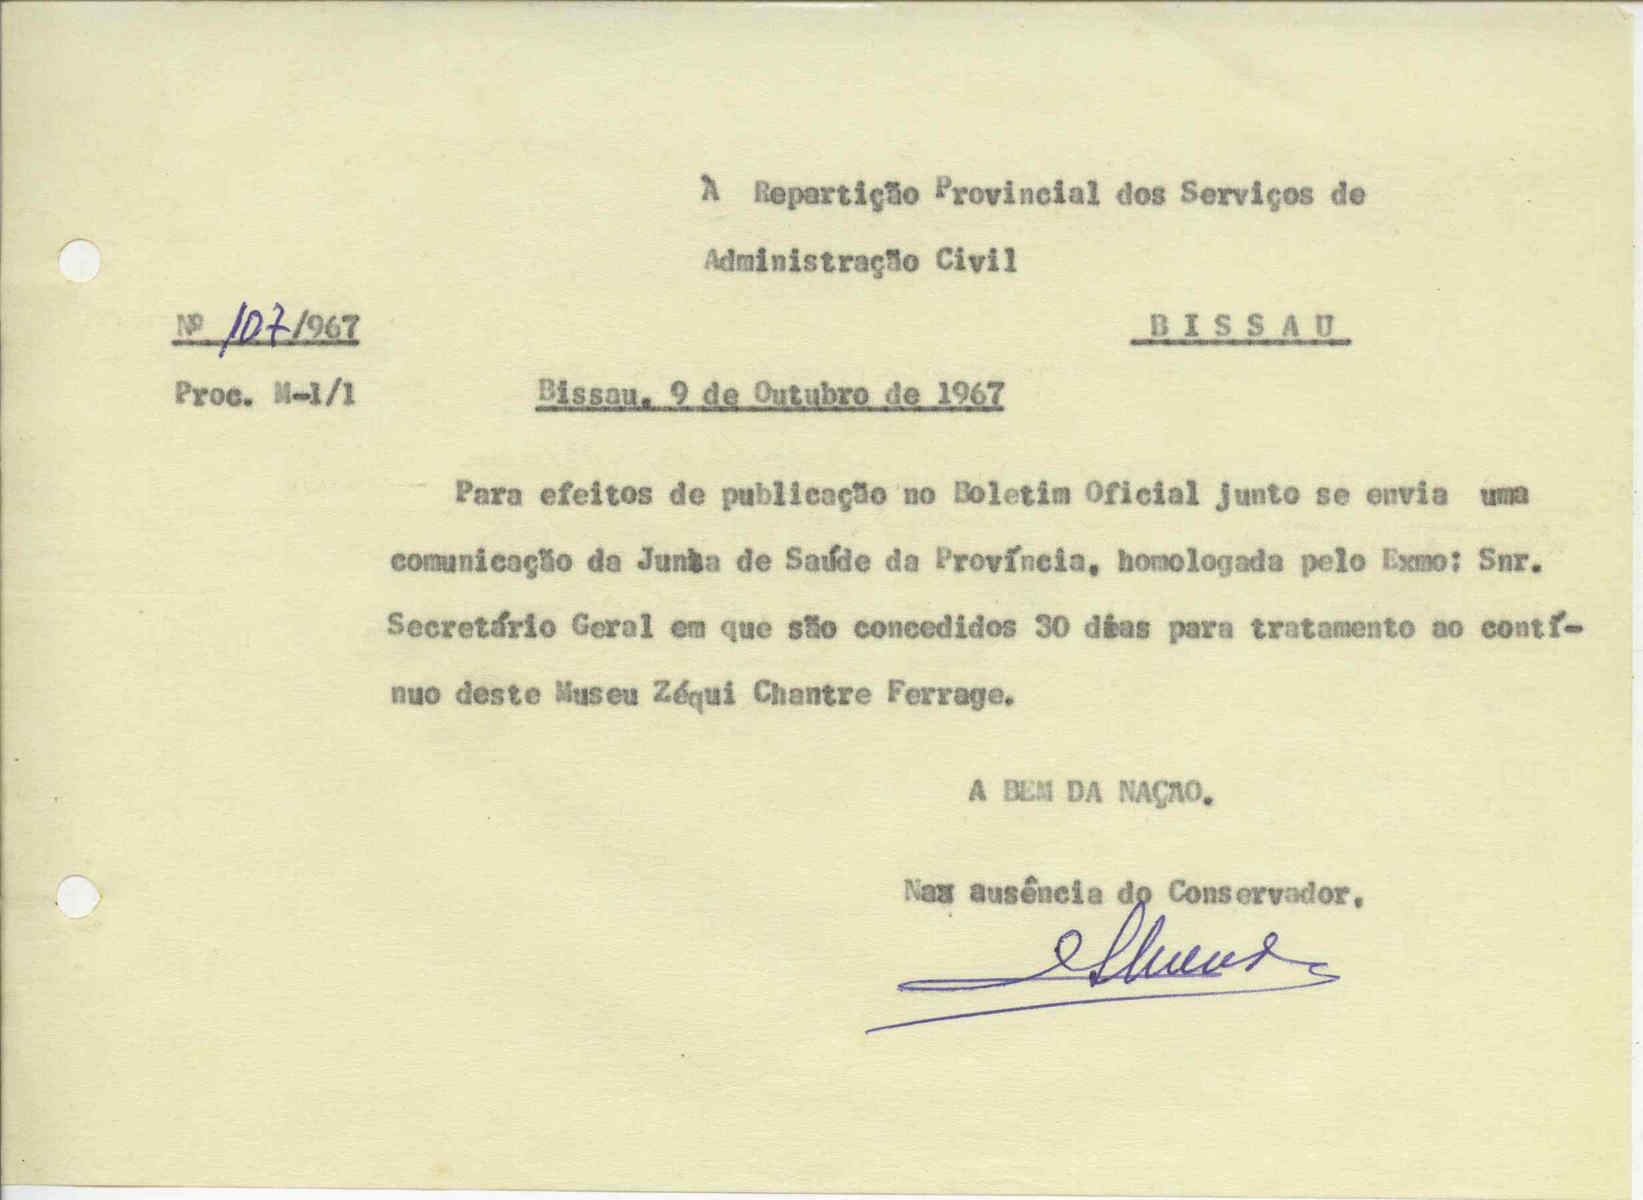 À Repartição Provincial dos Serviços de
Administração Civil
Nº 107/967
BISSAU
Proc. M-1/1
Bissau, 9 de Outubro de 1967
Para efeitos de publicação no Boletim Oficial junto se envia uma
comunicação da Junta de Saúde da Província, homologada pelo Exmo: Snr.
Secretário Geral em que são concedidos 30 dias para tratamento ao contí-
nuo deste Museu Zéqui Chantre Ferrage.
A BEM DA NAÇÃO.
Na ausência do Conservador,